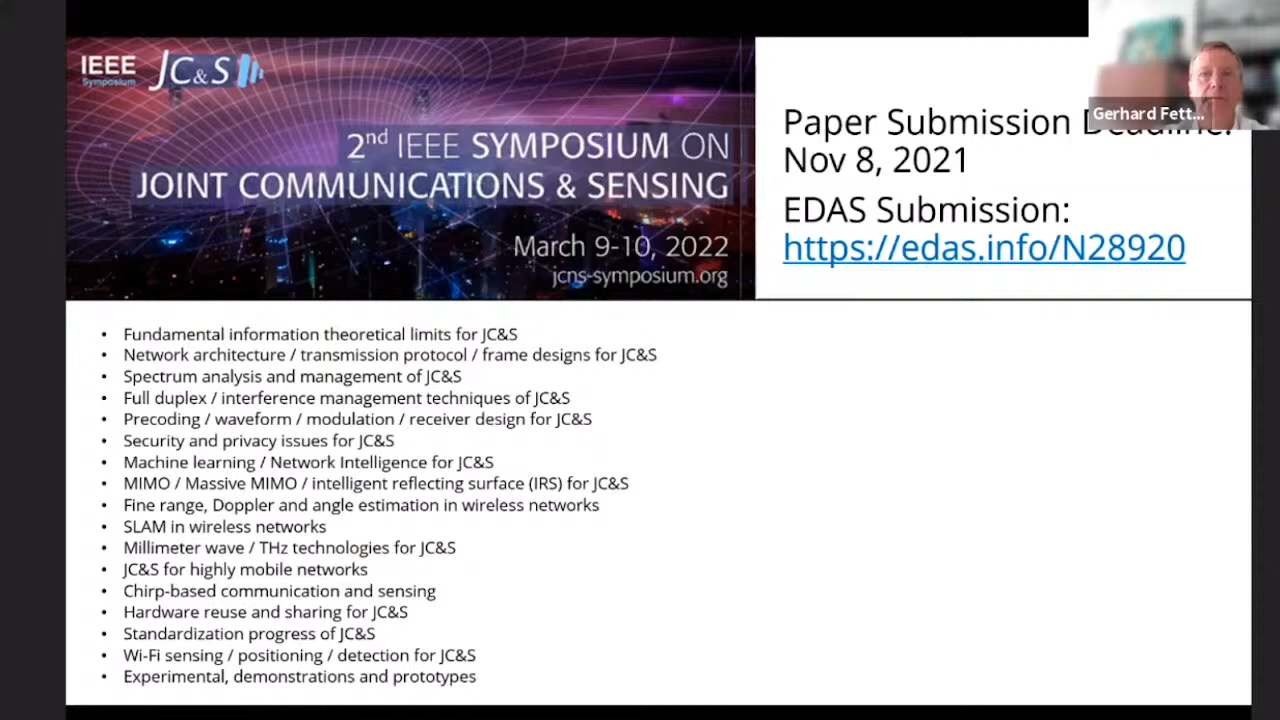 IEEE
Symposium
JC&S
2nd IEEE SYMPOSIUM ON
JOINT COMMUNICATIONS & SENSING
March 9-10, 2022
jcns-symposium.org
Gerhard Fett...
Paper Submission Deadline:
Nov 8, 2021
EDAS Submission:
https://edas.info/N28920
• Fundamental information theoretical limits for JC&S
• Network architecture / transmission protocol / frame designs for JC&S
• Spectrum analysis and management of JC&S
• Full duplex / interference management techniques of JC&S
• Precoding / waveform / modulation / receiver design for JC&S
• Security and privacy issues for JC&S
• Machine learning / Network Intelligence for JC&S
• MIMO / Massive MIMO / intelligent reflecting surface (IRS) for JC&S
• Fine range, Doppler and angle estimation in wireless networks
• SLAM in wireless networks
• Millimeter wave / THz technologies for JC&S
• JC&S for highly mobile networks
• Chirp-based communication and sensing
• Hardware reuse and sharing for JC&S
• Standardization progress of JC&S
• Wi-Fi sensing / positioning / detection for JC&S
• Experimental, demonstrations and prototypes